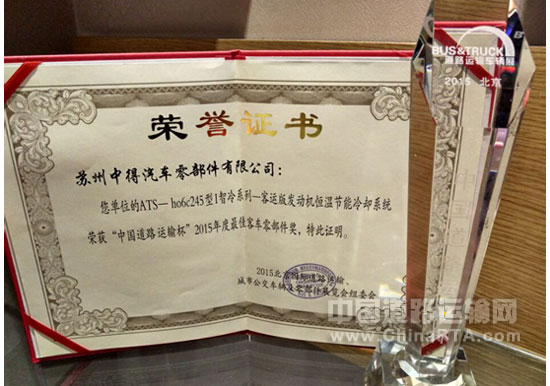 荣誉证书
苏州中得汽车零部件有限公司：
您单位的ATS—ho6c245型I智冷系列—客运版发动机恒温节能冷却系统
荣获“中国道路运输杯”2015年度最佳客车零部件奖，特此证明。
2015北京国际道路运输、
城市公交车辆及零部件展览会组委会
BUS&TRUCK
道路运输车辆展
2015 北京
中国道路运输网
www.ChinaRTA.com